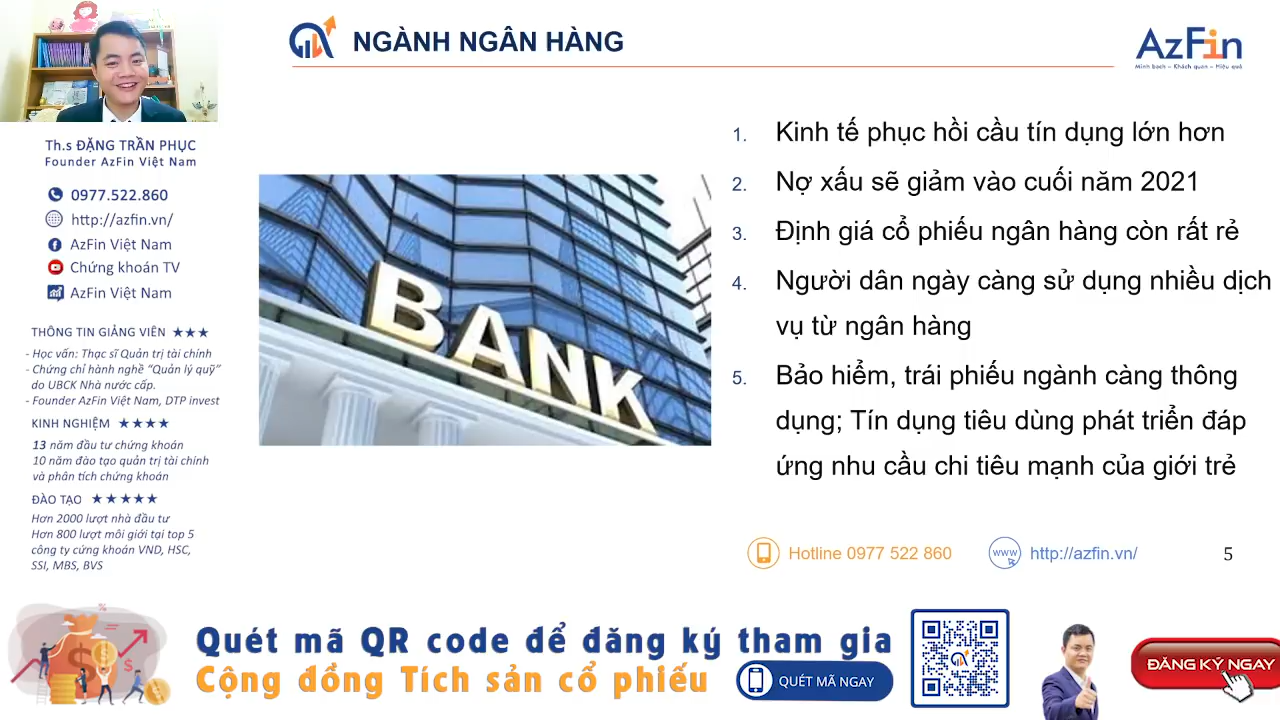 NGÀNH NGÂN HÀNG
AzFin
Minh bạch – Khách quan – Hiệu quả
Th.s ĐẶNG TRẦN PHỤC
Founder AzFin Việt Nam
0977.522.860
http://azfin.vn/
AzFin Việt Nam
Chứng khoán TV
AzFin Việt Nam
THÔNG TIN GIẢNG VIÊN ★★★
- Học vấn: Thạc sĩ Quản trị tài chính
- Chứng chỉ hành nghề “Quản lý quỹ”
do UBCK Nhà nước cấp.
- Founder AzFin Việt Nam, DTP invest
KINH NGHIỆM ★★★★
13 năm đầu tư chứng khoán
10 năm đào tạo quản trị tài chính
và phân tích chứng khoán
ĐÀO TẠO ★★★★★
Hơn 2000 lượt nhà đầu tư
Hơn 800 lượt môi giới tại top 5
công ty cứng khoán VND, HSC,
SSI, MBS, BVS
BANK
1. Kinh tế phục hồi cầu tín dụng lớn hơn
2. Nợ xấu sẽ giảm vào cuối năm 2021
3. Định giá cổ phiếu ngân hàng còn rất rẻ
4. Người dân ngày càng sử dụng nhiều dịch
vụ từ ngân hàng
5. Bảo hiểm, trái phiếu ngành càng thông
dụng; Tín dụng tiêu dùng phát triển đáp
ứng nhu cầu chi tiêu mạnh của giới trẻ
Hotline 0977 522 860
www
http://azfin.vn/
5
Quét mã QR code để đăng ký tham gia
Cộng đồng Tích sản cổ phiếu
QUÉT MÃ NGAY
ĐĂNG KÝ NGAY